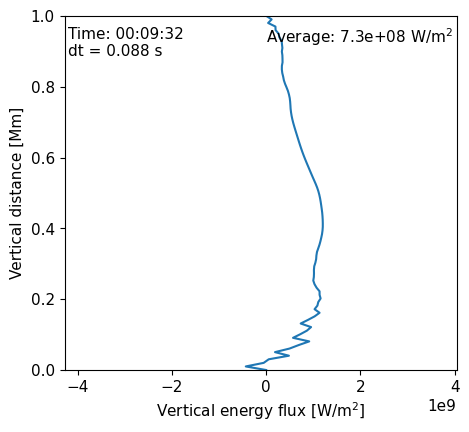 Time: 00:09:32
dt = 0.088 s
Average: 7.3e+08 W/m²
1.0
0.8
0.6
0.4
0.2
0.0
Vertical distance [Mm]
−4
−2
0
2
4
1e9
Vertical energy flux [W/m²]